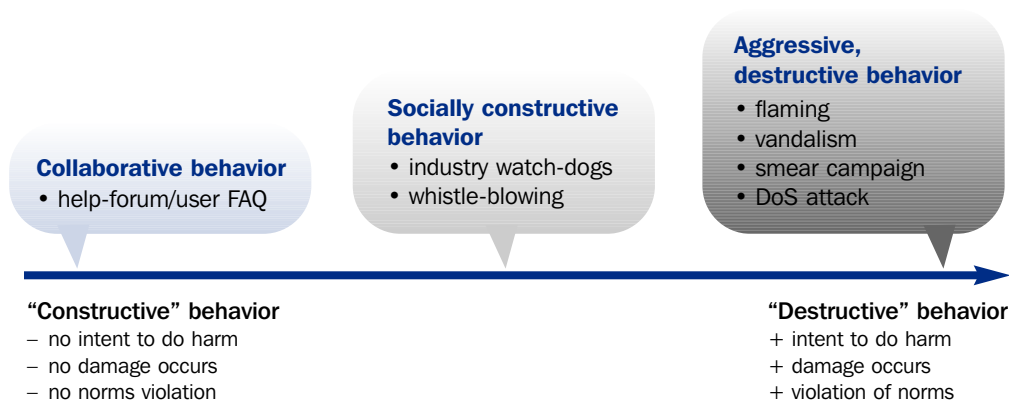 Collaborative behavior
• help-forum/user FAQ
Socially constructive
behavior
• industry watch-dogs
• whistle-blowing
Aggressive,
destructive behavior
• flaming
• vandalism
• smear campaign
• DoS attack
“Constructive” behavior
– no intent to do harm
– no damage occurs
– no norms violation
“Destructive” behavior
+ intent to do harm
+ damage occurs
+ violation of norms